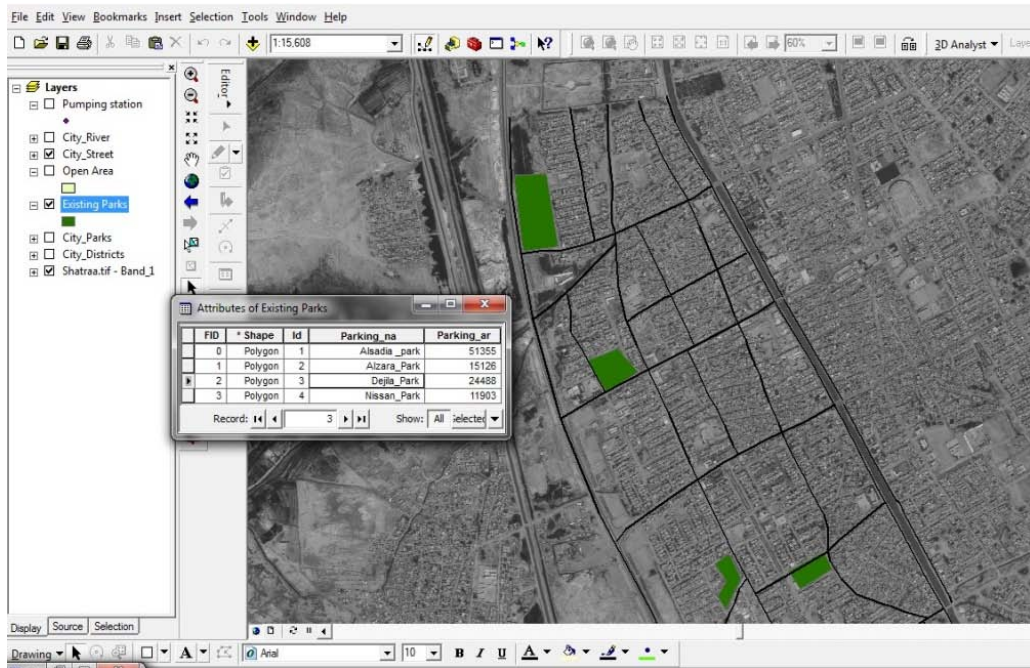 File Edit View Bookmarks Insert Selection Tools Window Help
1:15,608 60% 3D Analyst
Layers
Pumping station
City_River
City_Street
Open Area
Existing Parks
City_Parks
City_Districts
Shatraa.tif - Band_1
Editor
Attributes of Existing Parks
FID * Shape Id Parking_na Parking_ar
0 Polygon 1 Alsadia _park 51355
1 Polygon 2 Alzara_Park 15126
2 Polygon 3 Dejla_Park 24488
3 Polygon 4 Nissan_Park 11903
Record: 3 Show: All Selected
Display Source Selection
Drawing A Arial 10 B I U A